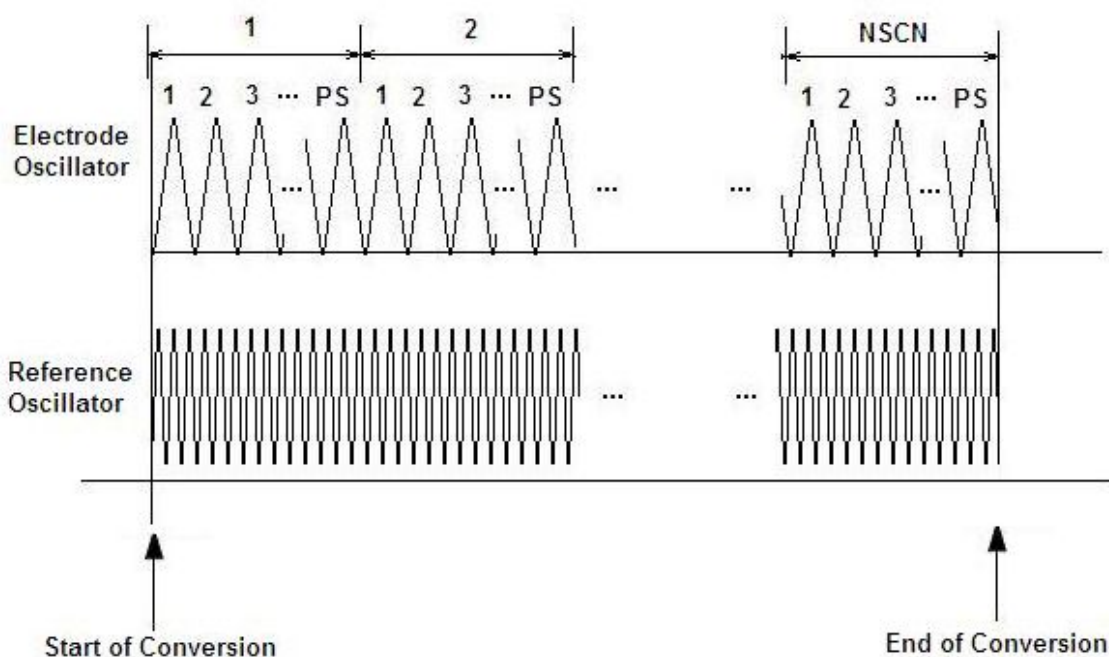 1 2 NSCN
1 2 3 ... PS 1 2 3 ... PS 1 2 3 ... PS
Electrode
Oscillator
... ... ... ... ...
Reference
Oscillator
... ...
Start of Conversion End of Conversion